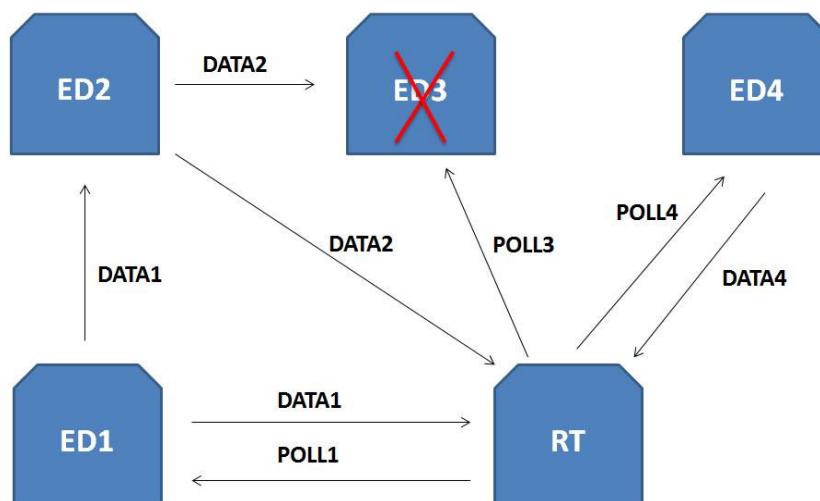 DATA2
ED2
ED3
ED4
DATA2
POLL3
POLL4
DATA1
DATA4
DATA1
ED1
RT
POLL1